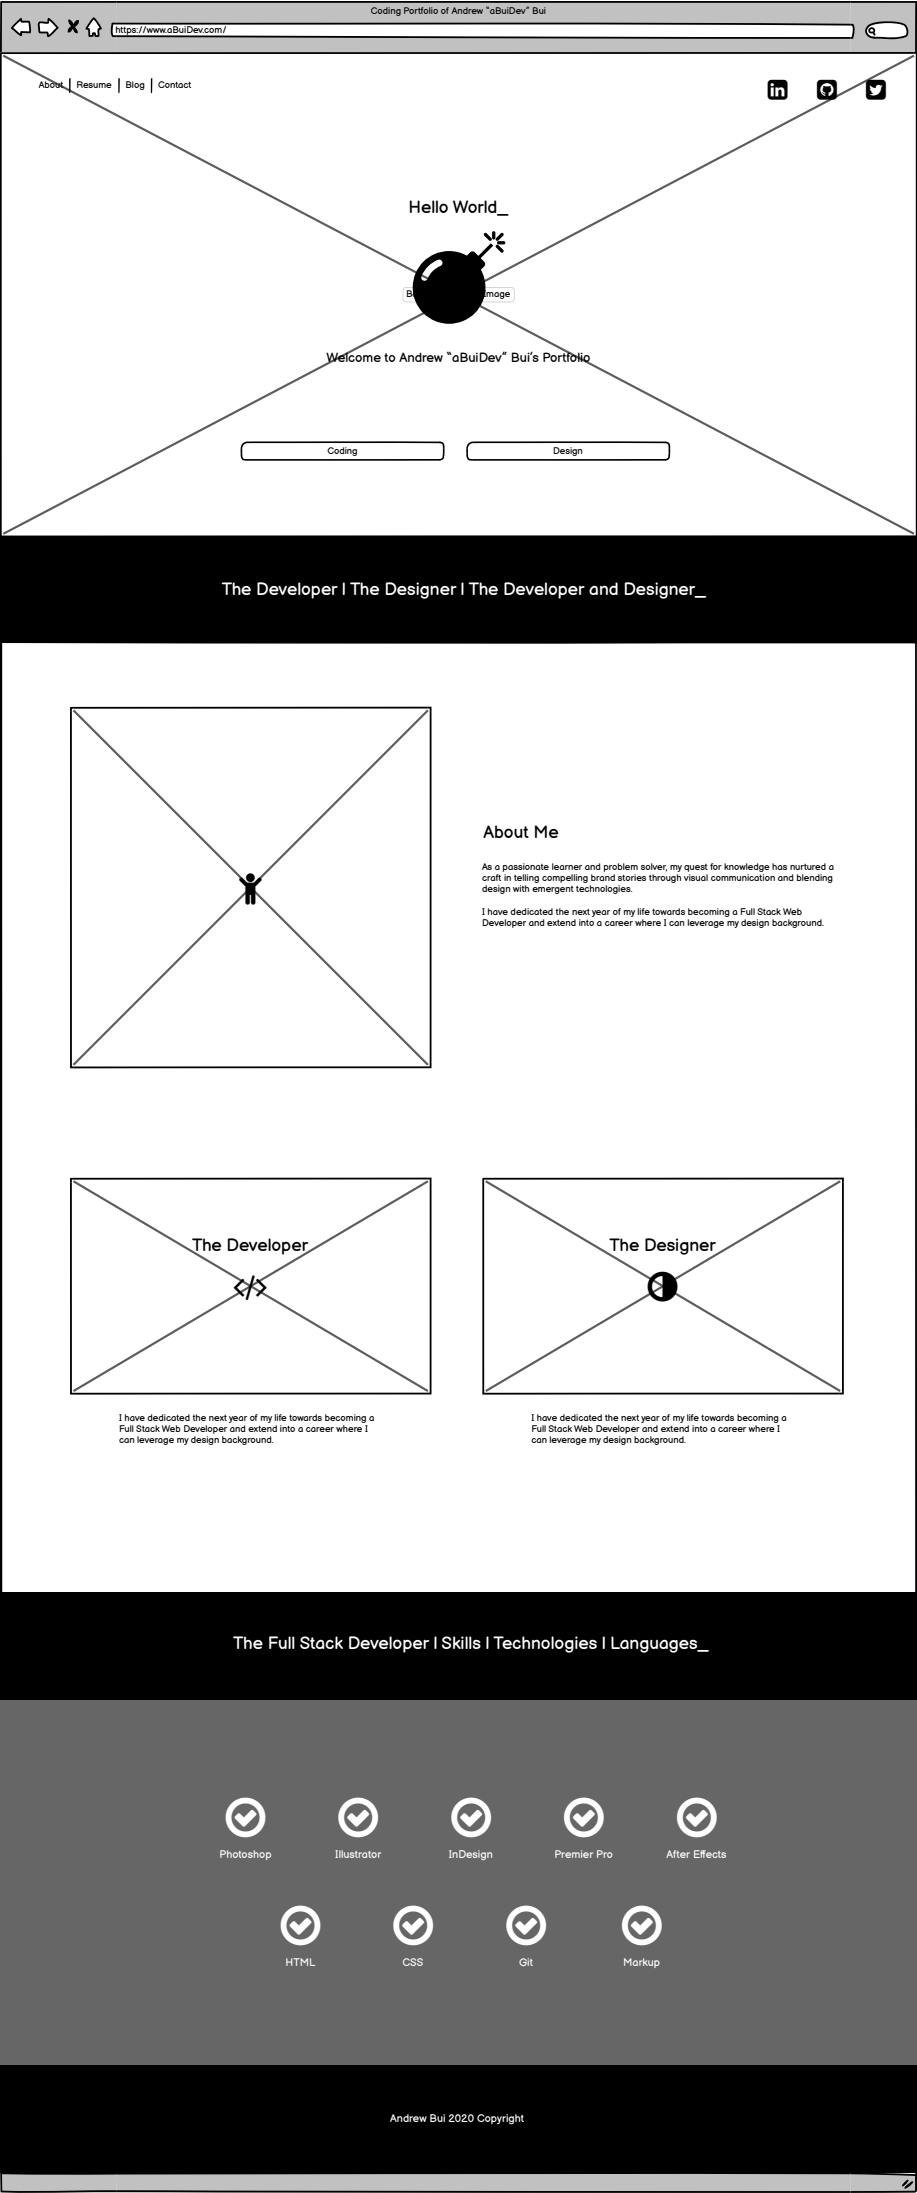 Coding Portfolio of Andrew “aBuiDev” Bui
https://www.aBuiDev.com/
About | Resume | Blog | Contact
Hello World_
Welcome to Andrew “aBuiDev” Bui’s Portfolio
Coding
Design
The Developer | The Designer | The Developer and Designer_
About Me
As a passionate learner and problem solver, my quest for knowledge has nurtured a
craft in telling compelling brand stories through visual communication and blending
design with emergent technologies.
I have dedicated the next year of my life towards becoming a Full Stack Web
Developer and extend into a career where I can leverage my design background.
The Developer
The Designer
I have dedicated the next year of my life towards becoming a
Full Stack Web Developer and extend into a career where I
can leverage my design background.
I have dedicated the next year of my life towards becoming a
Full Stack Web Developer and extend into a career where I
can leverage my design background.
The Full Stack Developer | Skills | Technologies | Languages_
Photoshop
Illustrator
InDesign
Premier Pro
After Effects
HTML
CSS
Git
Markup
Andrew Bui 2020 Copyright